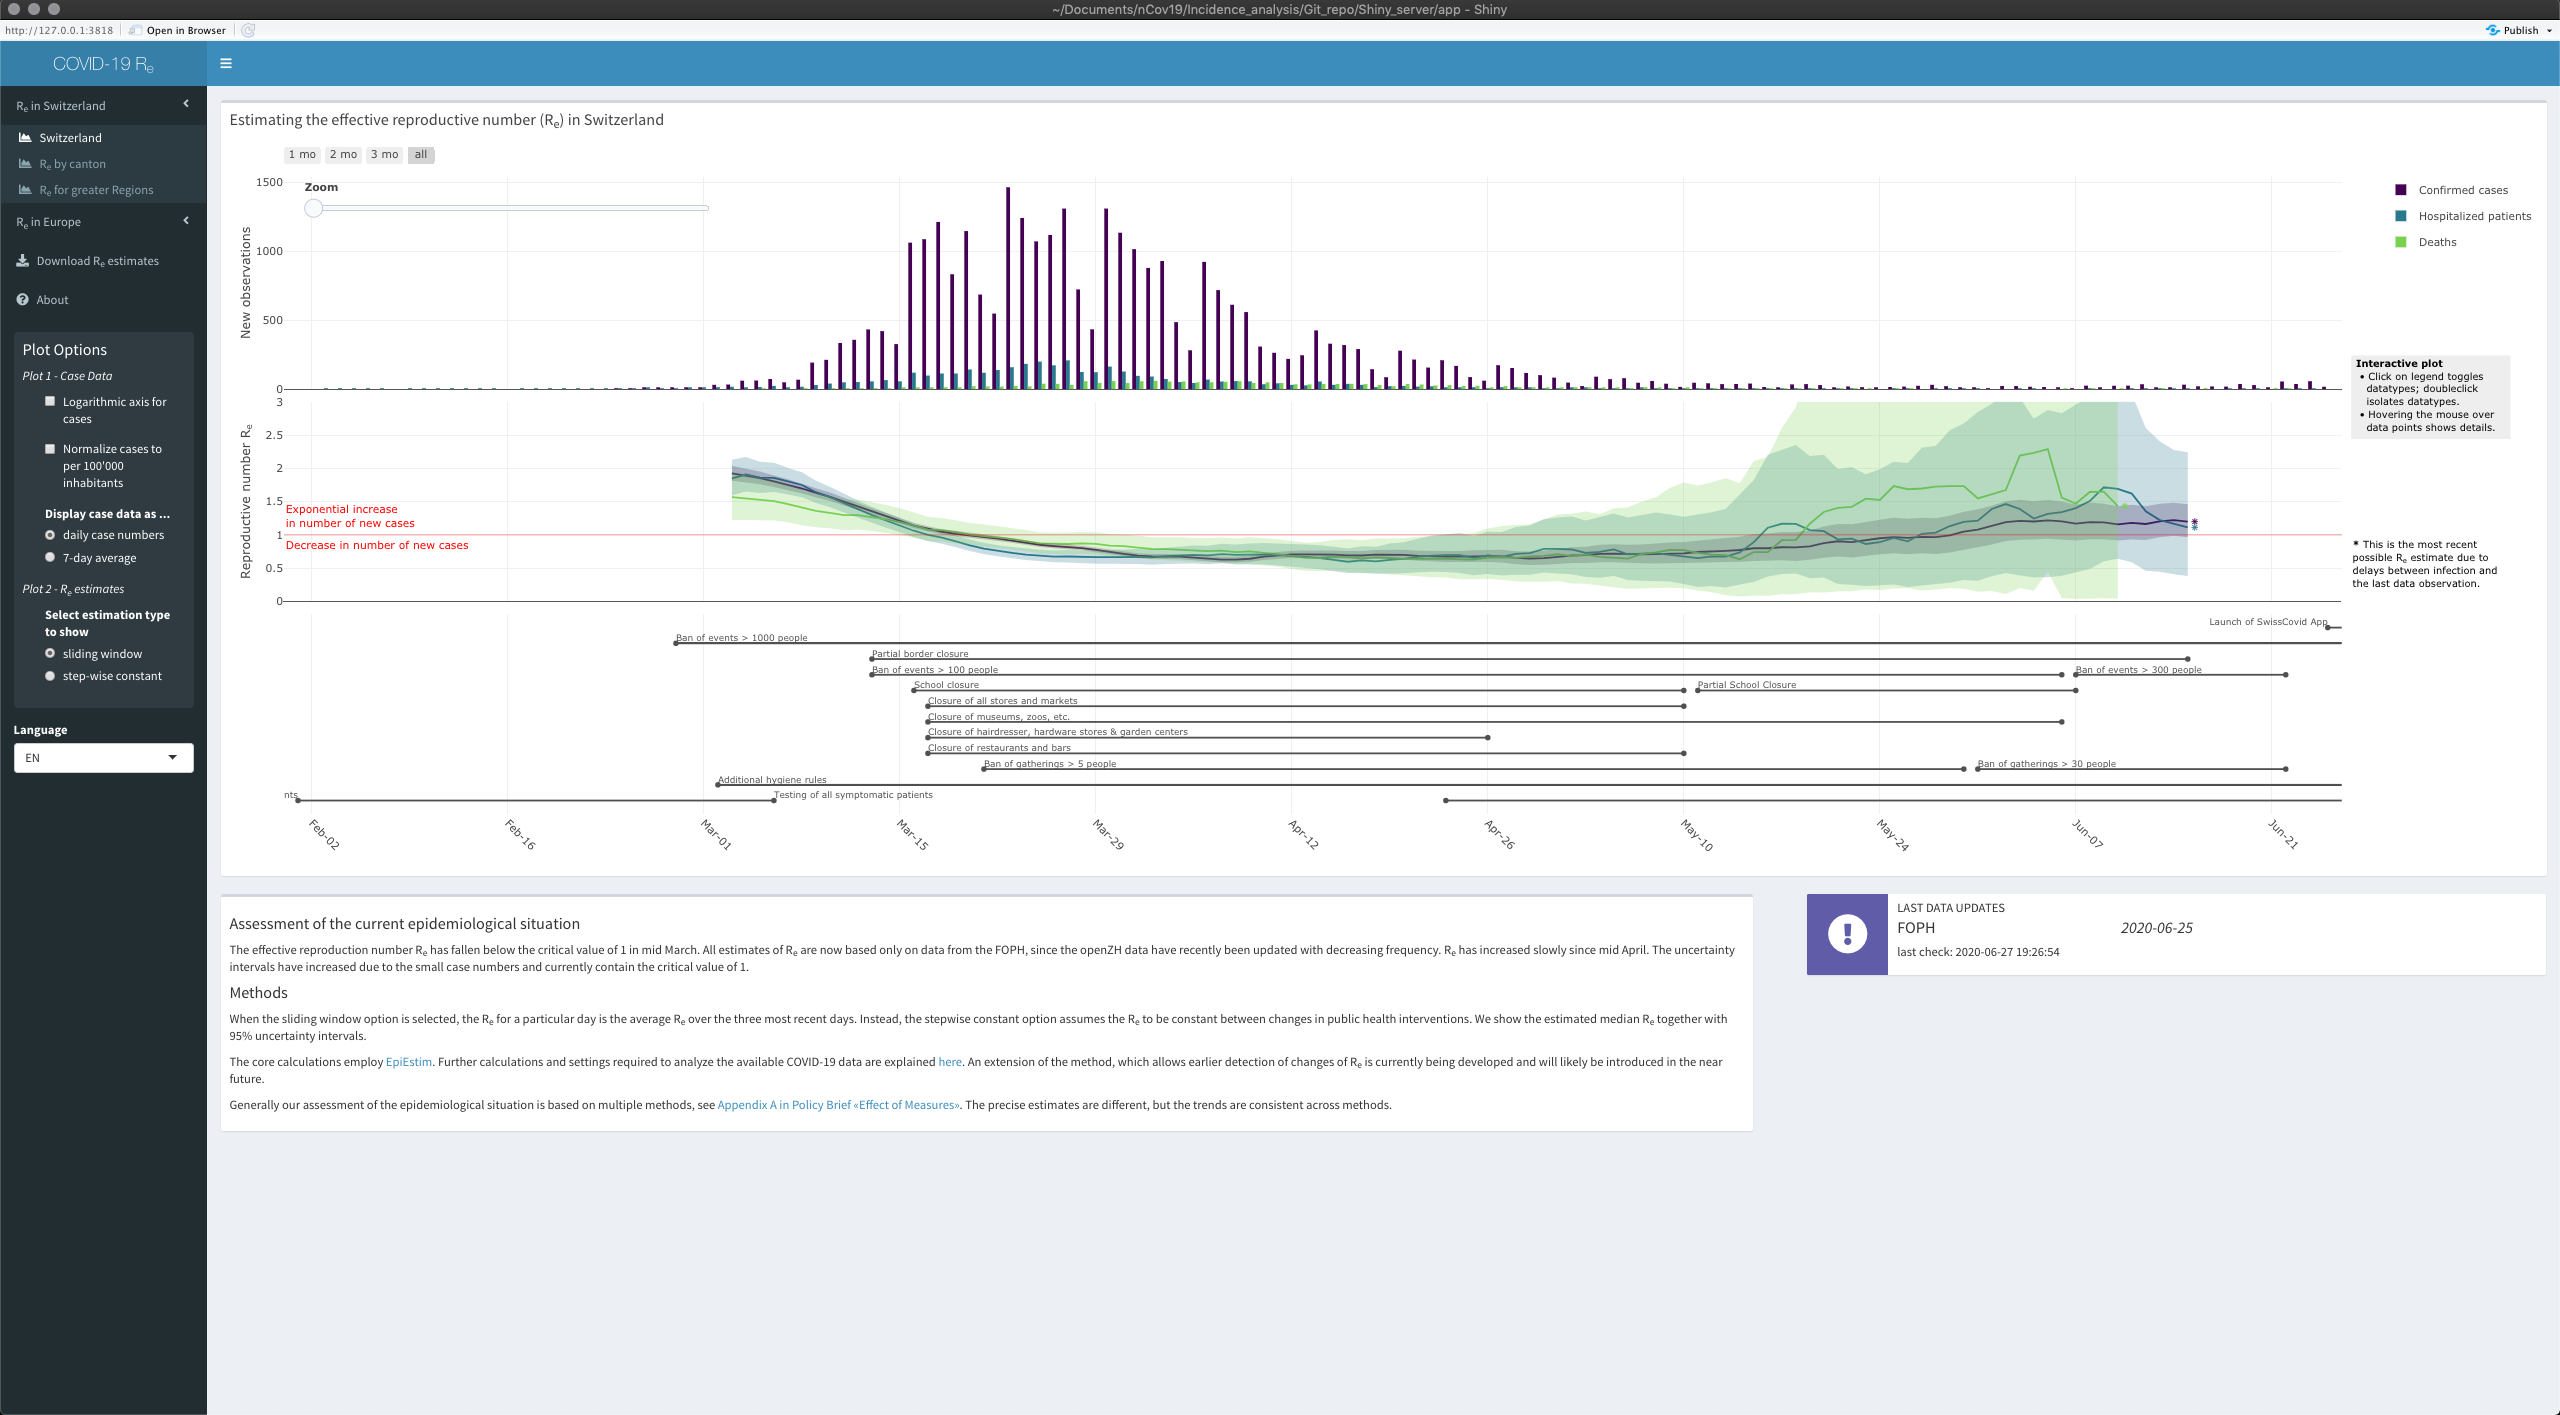 ~/Documents/nCov19/Incidence_analysis/Git_repo/Shiny_server/app - Shiny
http://127.0.0.1:3818
Open in Browser
Publish
COVID-19 Re
Re in Switzerland
Switzerland
Re by canton
Re for greater Regions
Re in Europe
Download Re estimates
About
Plot Options
Plot 1 - Case Data
Logarithmic axis for
cases
Normalize cases to
per 100'000
inhabitants
Display case data as ...
daily case numbers
7-day average
Plot 2 - Re estimates
Select estimation type
to show
sliding window
step-wise constant
Language
EN
Estimating the effective reproductive number (Re) in Switzerland
1 mo 2 mo 3 mo all
Zoom
New observations
1500
1000
500
0
Confirmed cases
Hospitalized patients
Deaths
Interactive plot
• Click on legend toggles
datatypes; doubleclick
isolates datatypes.
• Hovering the mouse over
data points shows details.
Reproductive number Re
3
2.5
2
1.5
1
0.5
0
Exponential increase
in number of new cases
Decrease in number of new cases
* This is the most recent
possible Re estimate due to
delays between infection and
the last data observation.
Launch of SwissCovid App
Ban of events > 1000 people
Partial border closure
Ban of events > 100 people
Ban of events > 300 people
School closure
Partial School Closure
Closure of all stores and markets
Closure of museums, zoos, etc.
Closure of hairdresser, hardware stores & garden centers
Closure of restaurants and bars
Ban of gatherings > 5 people
Ban of gatherings > 30 people
Additional hygiene rules
nts
Testing of all symptomatic patients
Feb-02 Feb-16 Mar-01 Mar-15 Mar-29 Apr-12 Apr-26 May-10 May-24 Jun-07 Jun-21
Assessment of the current epidemiological situation
The effective reproduction number Re has fallen below the critical value of 1 in mid March. All estimates of Re are now based only on data from the FOPH, since the openZH data have recently been updated with decreasing frequency. Re has increased slowly since mid April. The uncertainty
intervals have increased due to the small case numbers and currently contain the critical value of 1.
Methods
When the sliding window option is selected, the Re for a particular day is the average Re over the three most recent days. Instead, the stepwise constant option assumes the Re to be constant between changes in public health interventions. We show the estimated median Re together with
95% uncertainty intervals.
The core calculations employ EpiEstim. Further calculations and settings required to analyze the available COVID-19 data are explained here. An extension of the method, which allows earlier detection of changes of Re is currently being developed and will likely be introduced in the near
future.
Generally our assessment of the epidemiological situation is based on multiple methods, see Appendix A in Policy Brief «Effect of Measures». The precise estimates are different, but the trends are consistent across methods.
LAST DATA UPDATES
FOPH 2020-06-25
last check: 2020-06-27 19:26:54